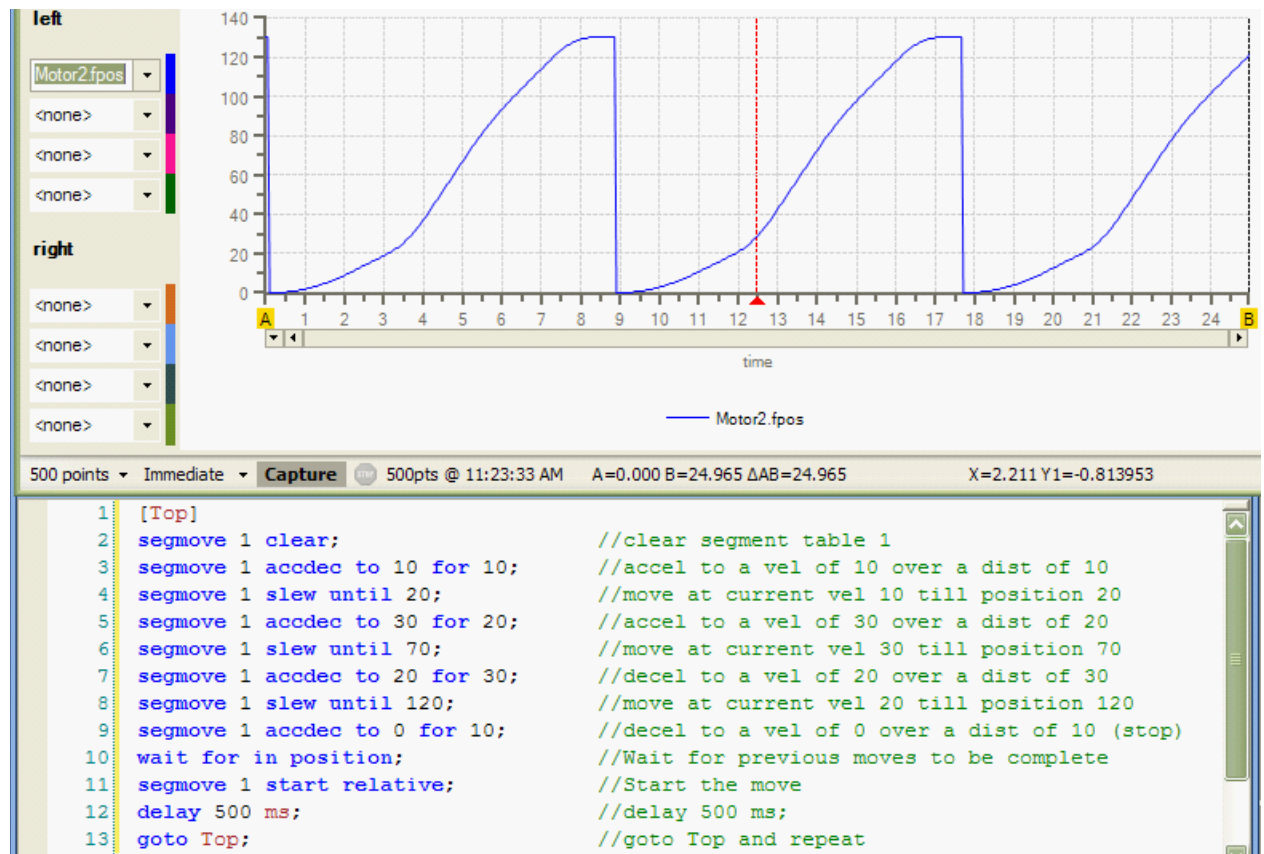 left
Motor2.fpos
<none>
<none>
<none>
right
<none>
<none>
<none>
<none>
140
120
100
80
60
40
20
0
A 1 2 3 4 5 6 7 8 9 10 11 12 13 14 15 16 17 18 19 20 21 22 23 24 B
time
Motor2.fpos
500 points Immediate Capture STOP 500pts @ 11:23:33 AM A=0.000 B=24.965 ΔAB=24.965 X=2.211 Y1=-0.813953
1 [Top]
2 segmove 1 clear; //clear segment table 1
3 segmove 1 accdec to 10 for 10; //accel to a vel of 10 over a dist of 10
4 segmove 1 slew until 20; //move at current vel 10 till position 20
5 segmove 1 accdec to 30 for 20; //accel to a vel of 30 over a dist of 20
6 segmove 1 slew until 70; //move at current vel 30 till position 70
7 segmove 1 accdec to 20 for 30; //decel to a vel of 20 over a dist of 30
8 segmove 1 slew until 120; //move at current vel 20 till position 120
9 segmove 1 accdec to 0 for 10; //decel to a vel of 0 over a dist of 10 (stop)
10 wait for in position; //Wait for previous moves to be complete
11 segmove 1 start relative; //Start the move
12 delay 500 ms; //delay 500 ms;
13 goto Top; //goto Top and repeat